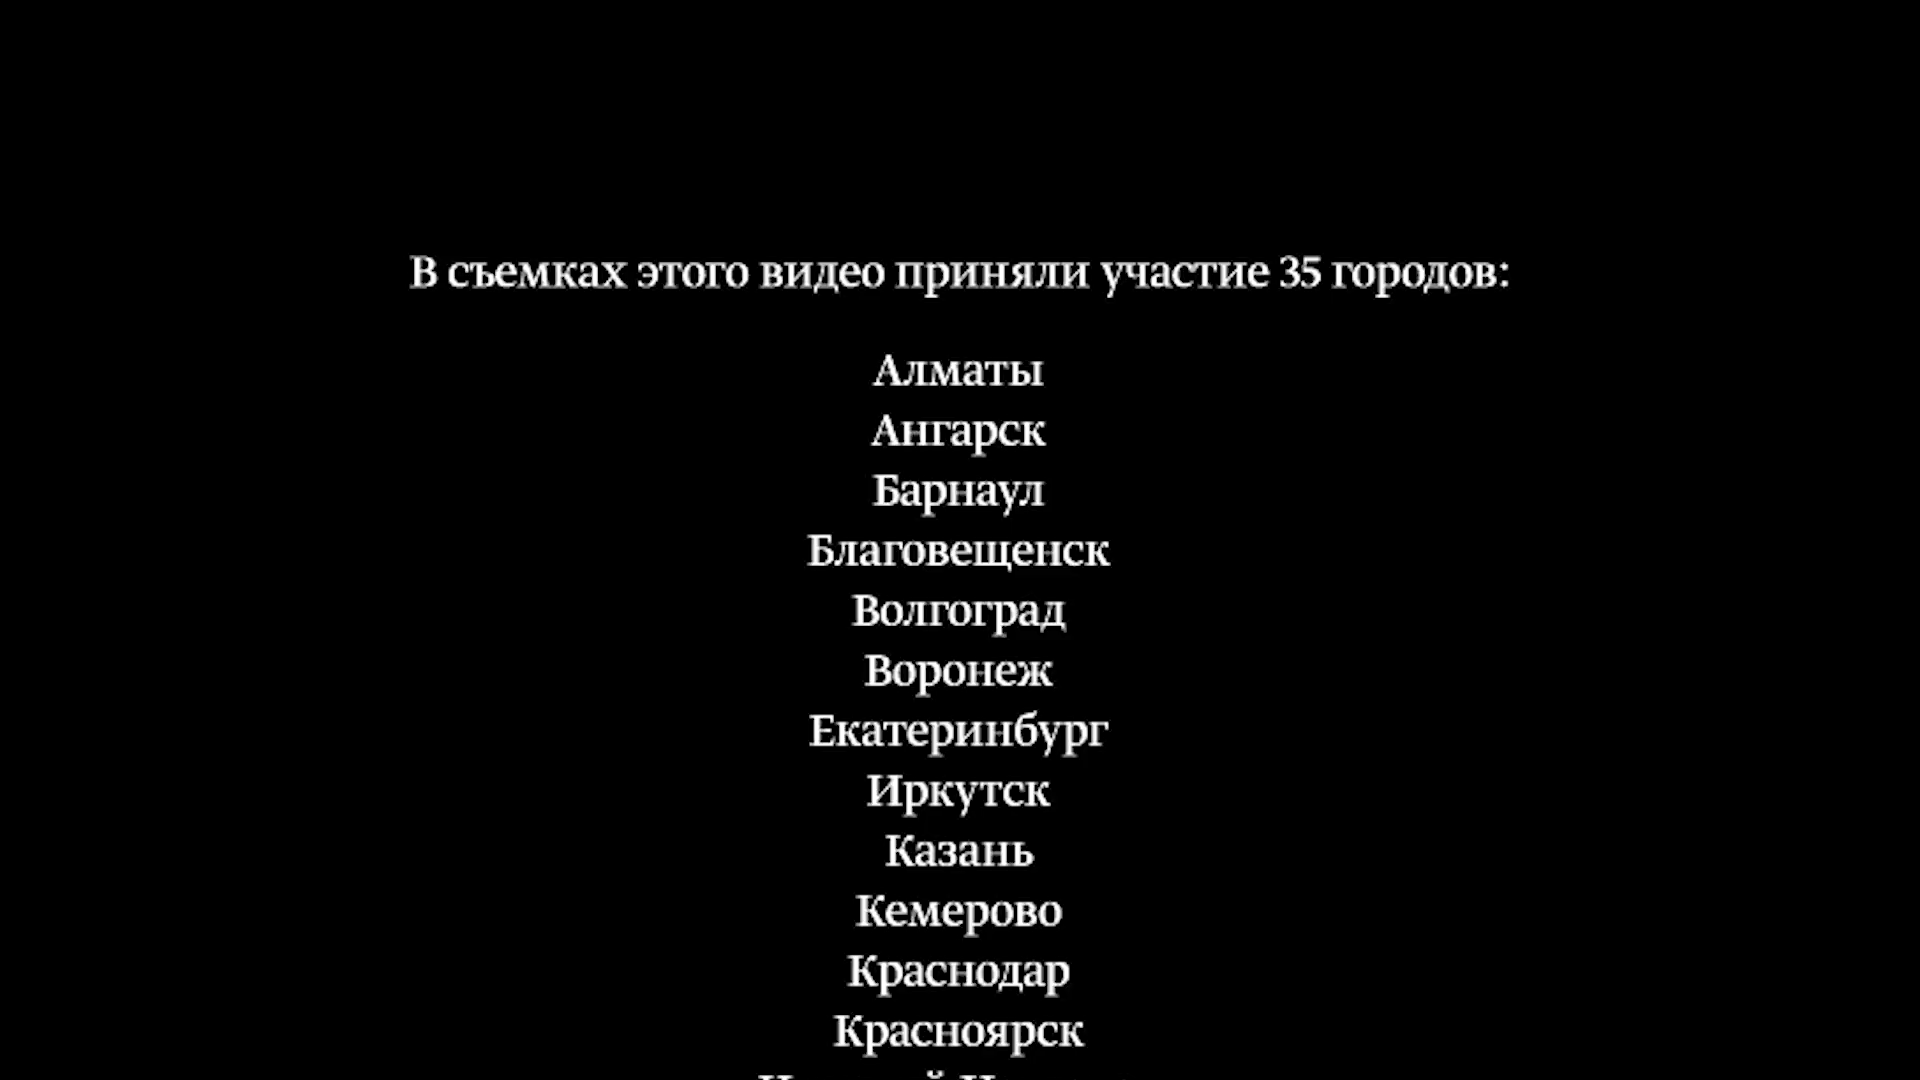 В съемках этого видео приняли участие 35 городов:
Алматы
Ангарск
Барнаул
Благовещенск
Волгоград
Воронеж
Екатеринбург
Иркутск
Казань
Кемерово
Краснодар
Красноярск